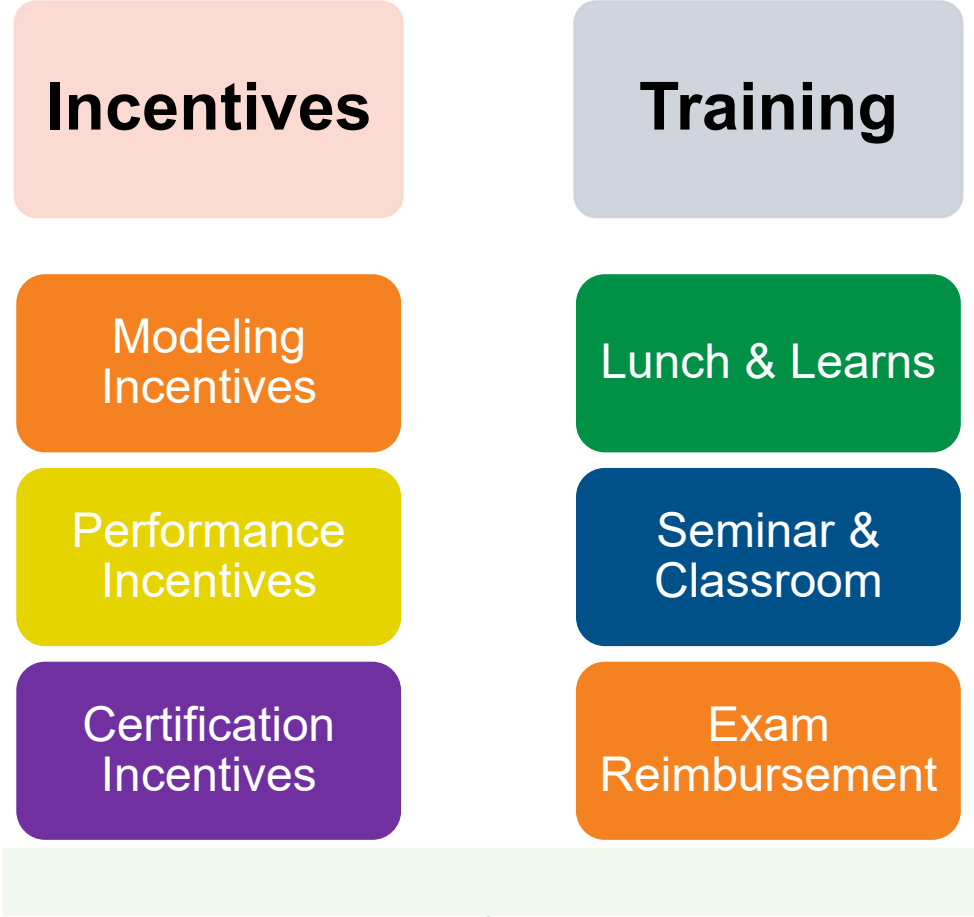 Incentives
Training
Modeling
Incentives
Performance
Incentives
Certification
Incentives
Lunch & Learns
Seminar &
Classroom
Exam
Reimbursement